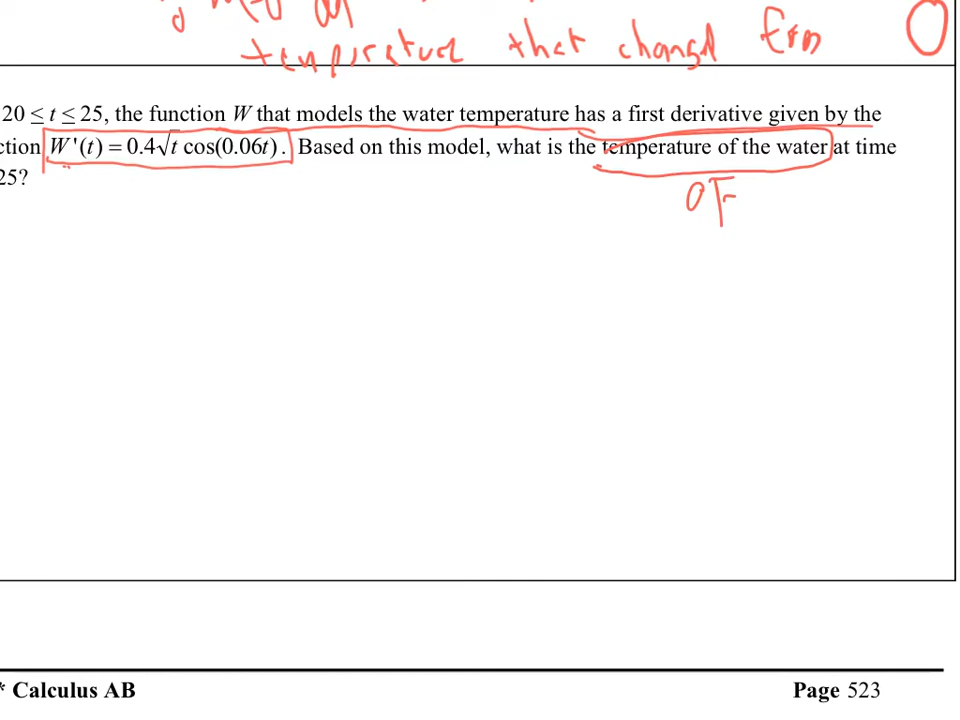 temperature that changd from 0
20 ≤ t ≤ 25, the function W that models the water temperature has a first derivative given by the
ction W'(t) = 0.4√t cos(0.06t). Based on this model, what is the temperature of the water at time
25?
°F
* Calculus AB Page 523